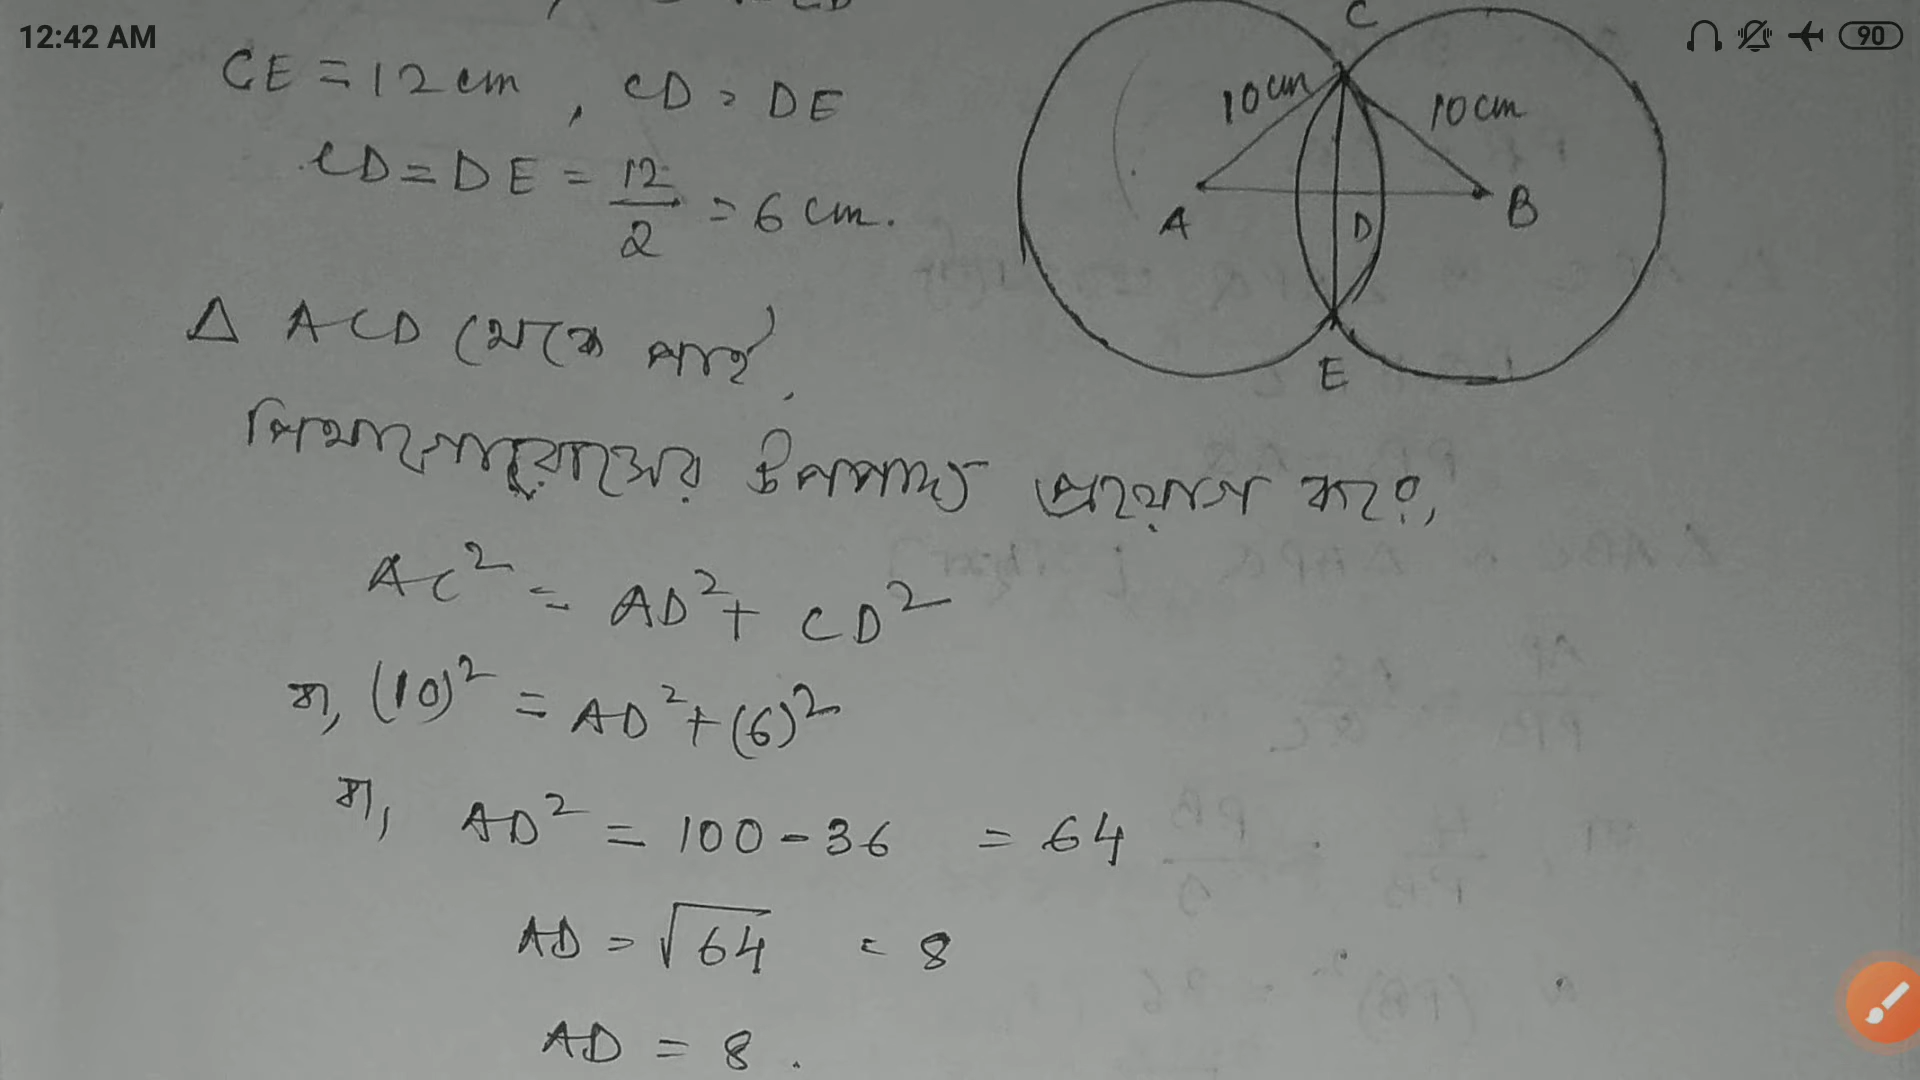 12:42 AM
90
CE = 12 cm, CD = DE
CD = DE = 12/2 = 6 cm.
C
10 cm
10 cm
A
D
B
E
Δ ACD থেকে পাই,
পিথাগোরাসের উপপাদ্য প্রয়োগ করে,
AC² = AD² + CD²
বা, (10)² = AD² + (6)²
বা, AD² = 100 - 36 = 64
AD = √64 = 8
AD = 8.